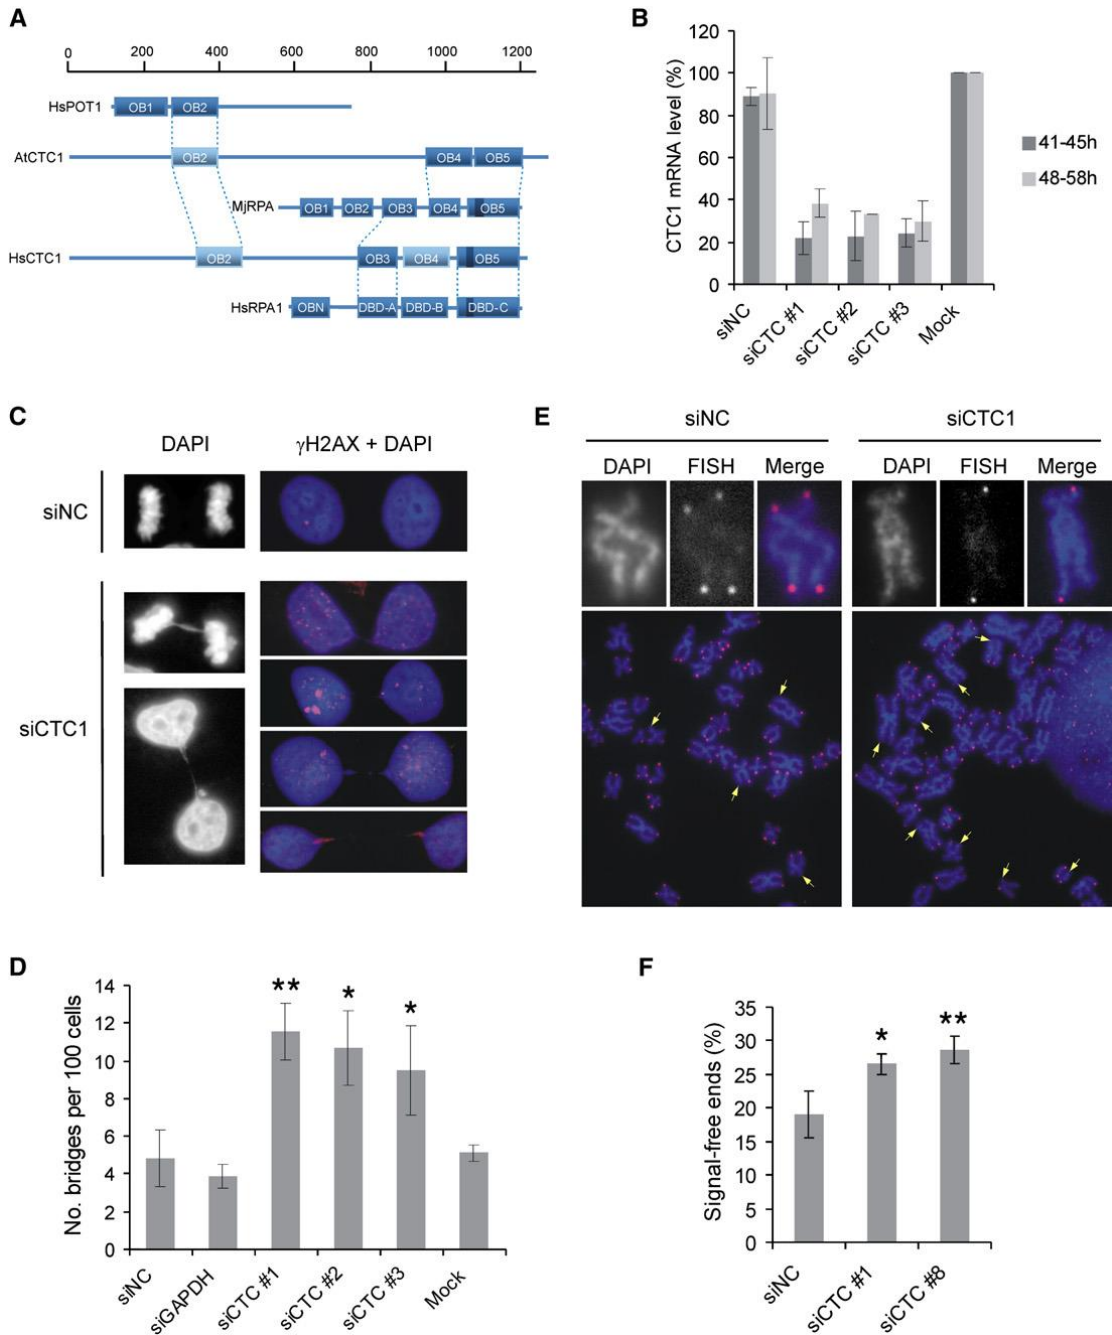 A
0 200 400 600 800 1000 1200
HsPOT1 OB1 OB2
AtCTC1 OB2 OB4 OB5
MjRPA OB1 OB2 OB3 OB4 OB5
HsCTC1 OB2 OB3 OB4 OB5
HsRPA1 OBN DBD-A DBD-B DBD-C
B
CTC1 mRNA level (%)
120
100
80
60
40
20
0
siNC siCTC #1 siCTC #2 siCTC #3 Mock
41-45h
48-58h
C
DAPI γH2AX + DAPI
siNC
siCTC1
D
No. bridges per 100 cells
14
12
10
8
6
4
2
0
** * *
siNC siGAPDH siCTC #1 siCTC #2 siCTC #3 Mock
E
siNC siCTC1
DAPI FISH Merge DAPI FISH Merge
F
Signal-free ends (%)
35
30
25
20
15
10
5
0
* **
siNC siCTC #1 siCTC #8